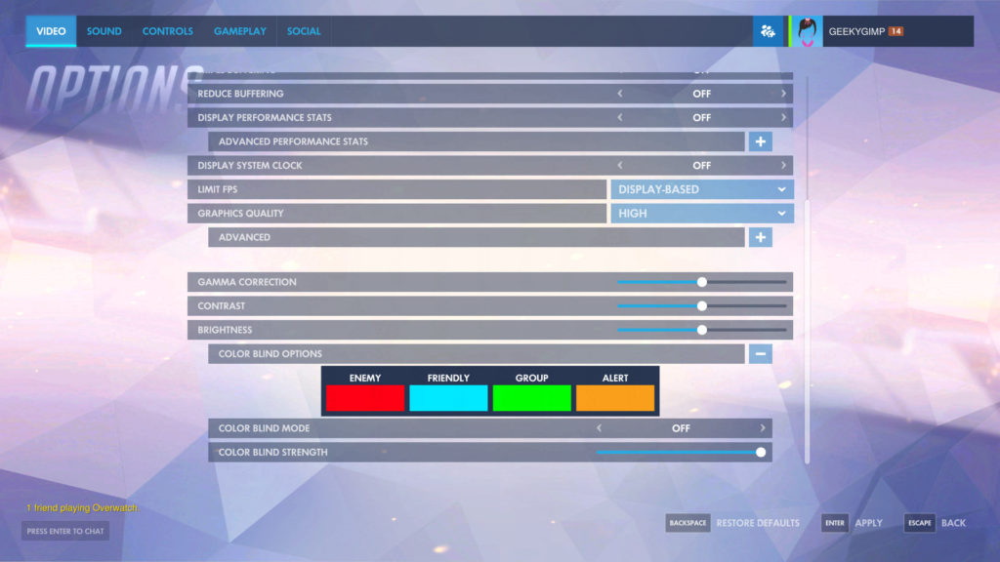 VIDEO SOUND CONTROLS GAMEPLAY SOCIAL GEEKYGIMP 14
OPTIONS
REDUCE BUFFERING OFF
DISPLAY PERFORMANCE STATS OFF
ADVANCED PERFORMANCE STATS
DISPLAY SYSTEM CLOCK OFF
LIMIT FPS DISPLAY-BASED
GRAPHICS QUALITY HIGH
ADVANCED
GAMMA CORRECTION
CONTRAST
BRIGHTNESS
COLOR BLIND OPTIONS
ENEMY FRIENDLY GROUP ALERT
COLOR BLIND MODE OFF
COLOR BLIND STRENGTH
1 friend playing Overwatch
PRESS ENTER TO CHAT
BACKSPACE RESTORE DEFAULTS ENTER APPLY ESCAPE BACK